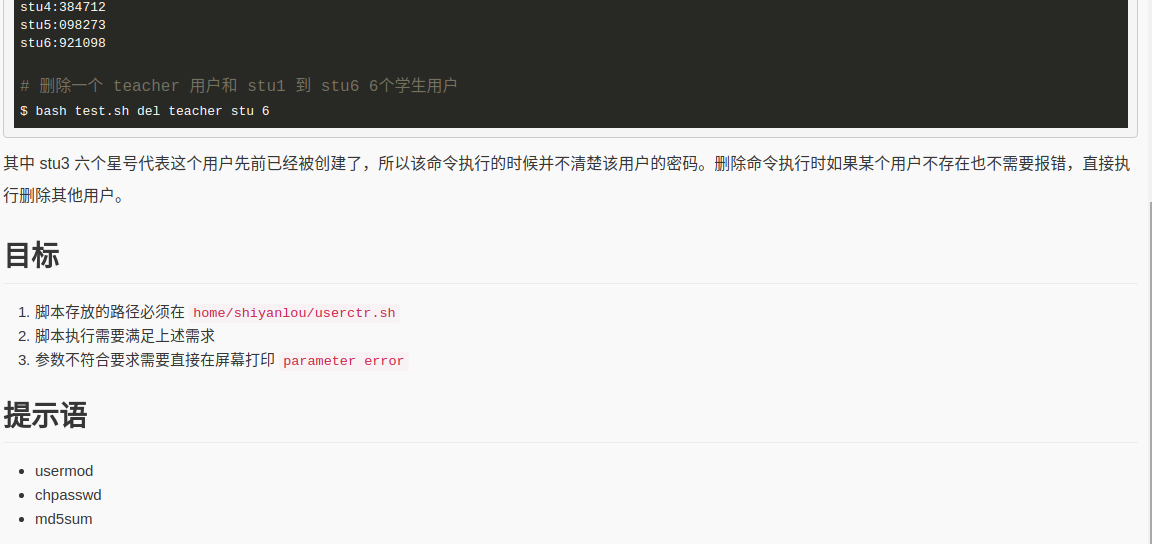 stu4:384712
stu5:098273
stu6:921098
# 删除一个 teacher 用户和 stu1 到 stu6 6个学生用户
$ bash test.sh del teacher stu 6
其中 stu3 六个星号代表这个用户先前已经被创建了，所以该命令执行的时候并不清楚该用户的密码。删除命令执行时如果某个用户不存在也不需要报错，直接执
行删除其他用户。
目标
1. 脚本存放的路径必须在 home/shiyanlou/userctr.sh
2. 脚本执行需要满足上述需求
3. 参数不符合要求需要直接在屏幕打印 parameter error
提示语
• usermod
• chpasswd
• md5sum